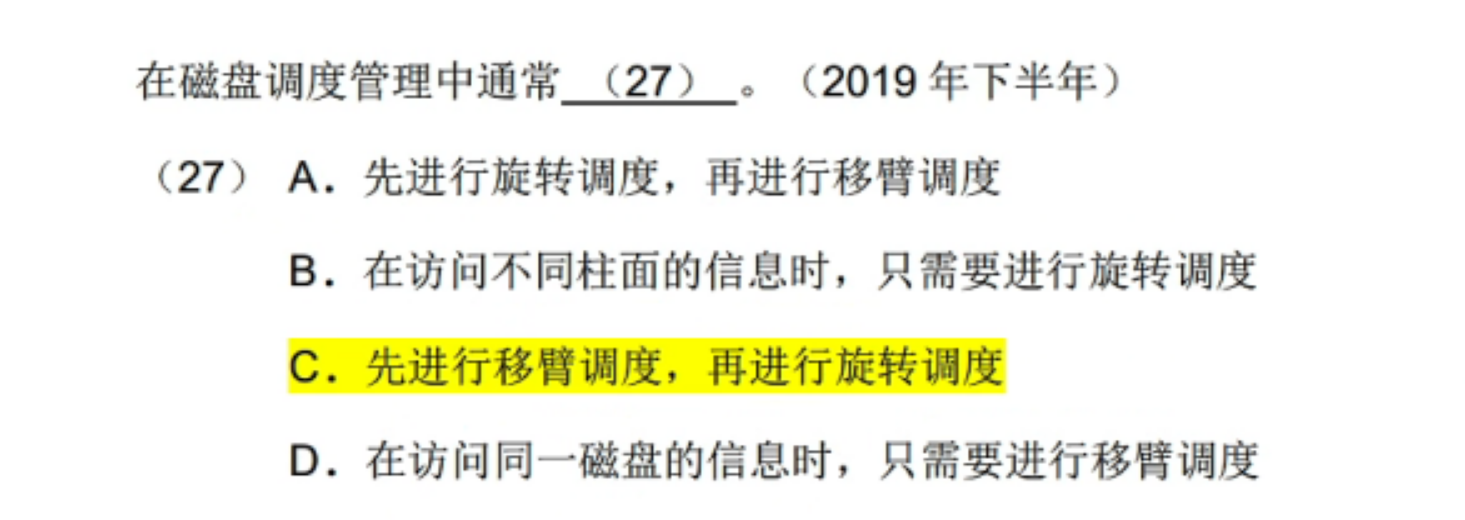 在磁盘调度管理中通常（27）。（2019 年下半年）
（27） A．先进行旋转调度，再进行移臂调度
B．在访问不同柱面的信息时，只需要进行旋转调度
C．先进行移臂调度，再进行旋转调度
D．在访问同一磁盘的信息时，只需要进行移臂调度